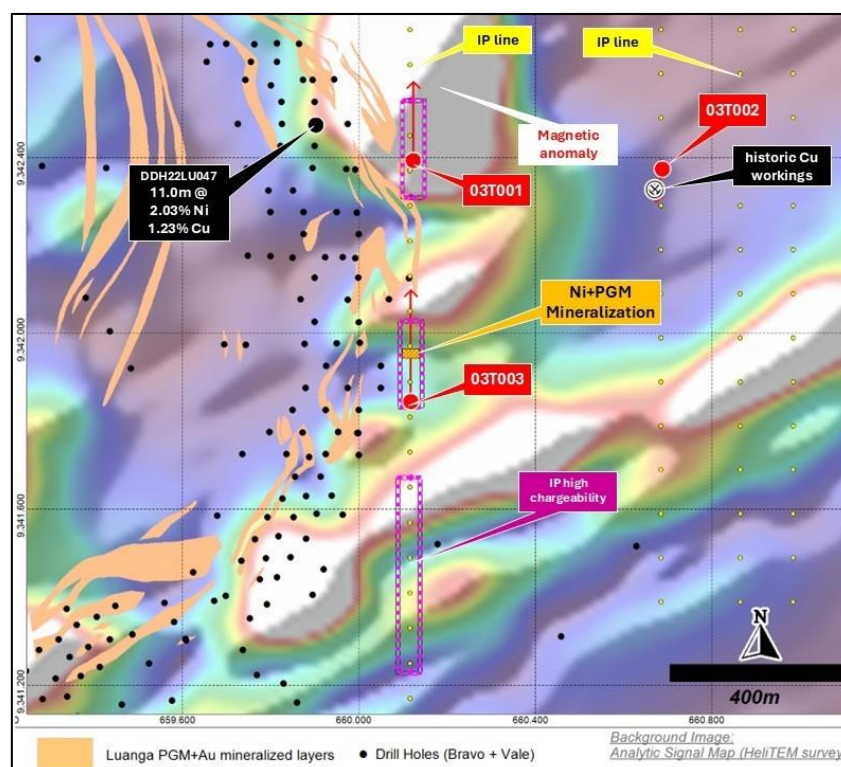 IP line
IP line
03T002
Magnetic
anomaly
historic Cu
workings
DDH22LU047
11.0m @
2.03% Ni
1.23% Cu
03T001
9.342.400
Ni+PGM
Mineralization
9.342.000
03T003
IP high
chargeability
9.341.600
N
9.341.200
400m
0
659.600
660.000
660.400
660.800
Luanga PGM+Au mineralized layers
Drill Holes (Bravo + Vale)
Background Image:
Analytic Signal Map (HeliTEM survey)